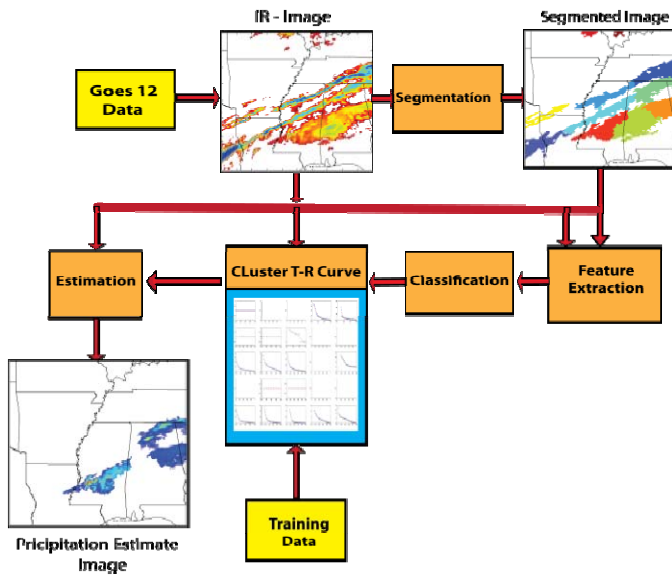 IR - Image
Segmented Image
Goes 12
Data
Segmentation
Estimation
CLuster T-R Curve
Classification
Feature
Extraction
Training
Data
Pricipitation Estimate
Image